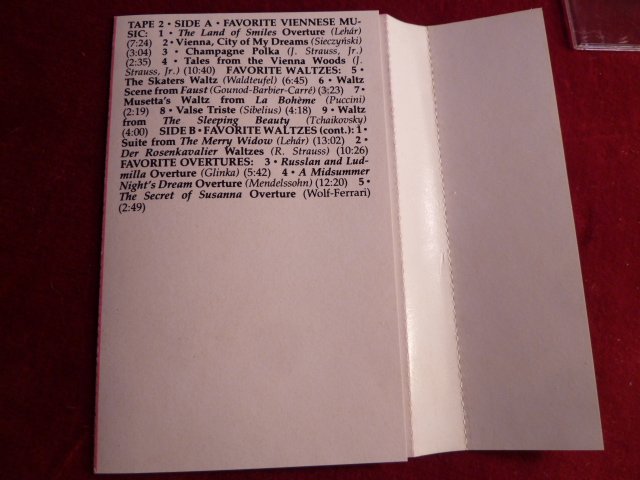 TAPE 2 • SIDE A • FAVORITE VIENNESE MU-
SIC: 1 • The Land of Smiles Overture (Lehár)
(7:24) 2 • Vienna, City of My Dreams (Sieczyński)
(3:04) 3 • Champagne Polka (J. Strauss, Jr.)
(2:35) 4 • Tales from the Vienna Woods (J.
Strauss, Jr.) (10:40) FAVORITE WALTZES: 5 •
The Skaters Waltz (Waldteufel) (6:45) 6 • Waltz
Scene from Faust (Gounod-Barbier-Carré) (3:23) 7 •
Musetta's Waltz from La Bohème (Puccini)
(2:19) 8 • Valse Triste (Sibelius) (4:18) 9 • Waltz
from The Sleeping Beauty (Tchaikovsky)
(4:00) SIDE B • FAVORITE WALTZES (cont.): 1 •
Suite from The Merry Widow (Lehár) (13:02) 2 •
Der Rosenkavalier Waltzes (R. Strauss) (10:26)
FAVORITE OVERTURES: 3 • Russlan and Lud-
milla Overture (Glinka) (5:42) 4 • A Midsummer
Night's Dream Overture (Mendelssohn) (12:20) 5 •
The Secret of Susanna Overture (Wolf-Ferrari)
(2:49)